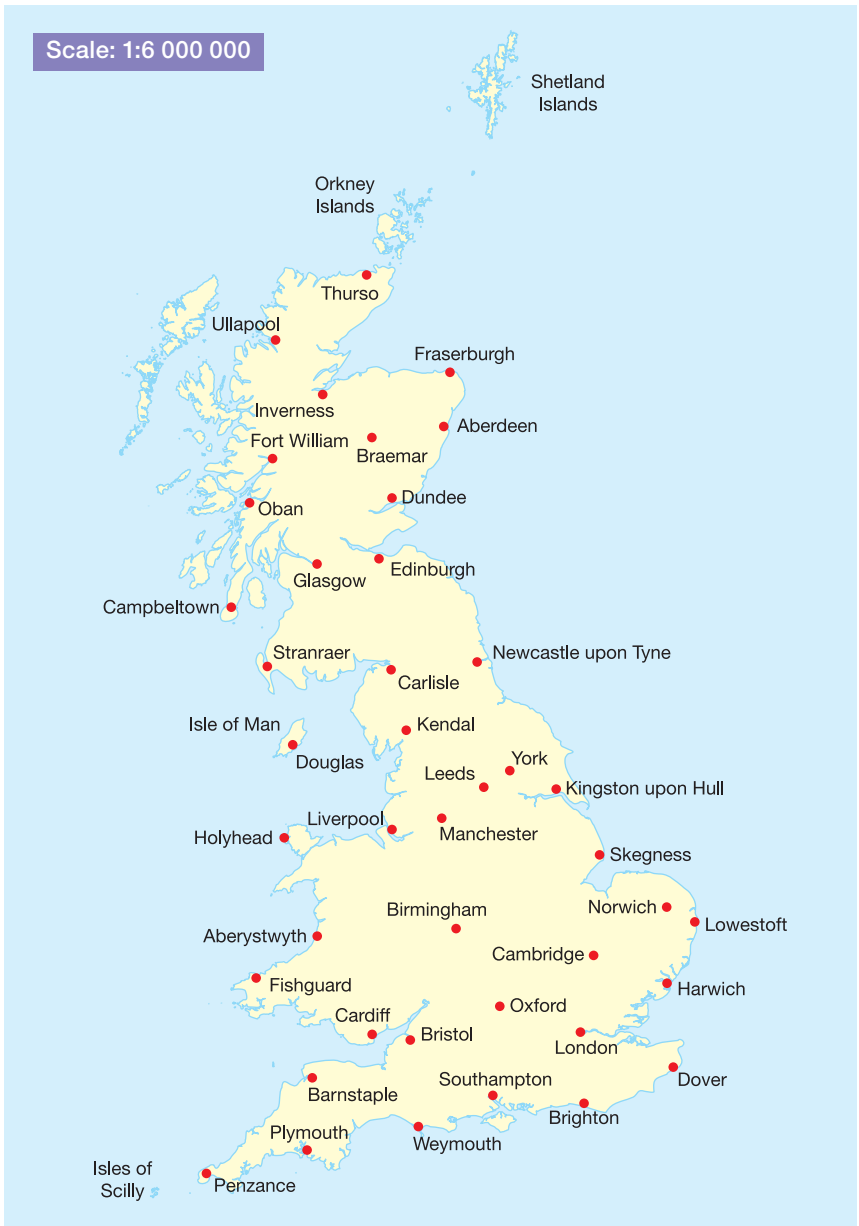 Scale: 1:6 000 000
Shetland
Islands
Orkney
Islands
Thurso
Ullapool
Fraserburgh
Inverness
Aberdeen
Fort William
Braemar
Dundee
Oban
Edinburgh
Glasgow
Campbeltown
Stranraer
Newcastle upon Tyne
Carlisle
Isle of Man
Kendal
Douglas
York
Leeds
Kingston upon Hull
Liverpool
Manchester
Holyhead
Skegness
Norwich
Birmingham
Lowestoft
Aberystwyth
Cambridge
Fishguard
Harwich
Oxford
Cardiff
Bristol
London
Dover
Southampton
Barnstaple
Brighton
Plymouth
Weymouth
Isles of
Scilly
Penzance